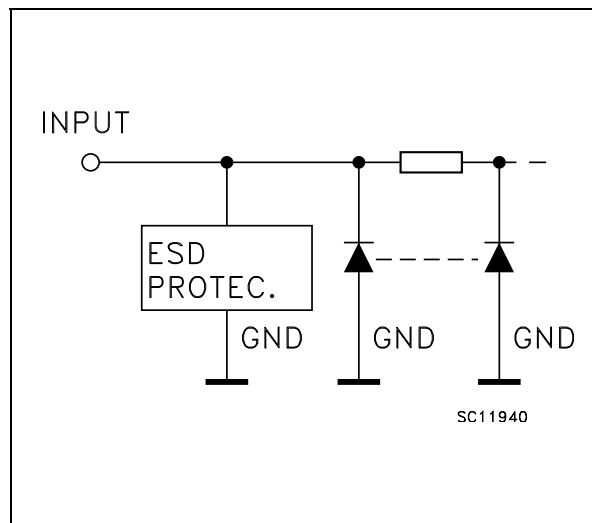 INPUT
ESD
PROTEC.
GND
GND
GND
SC11940